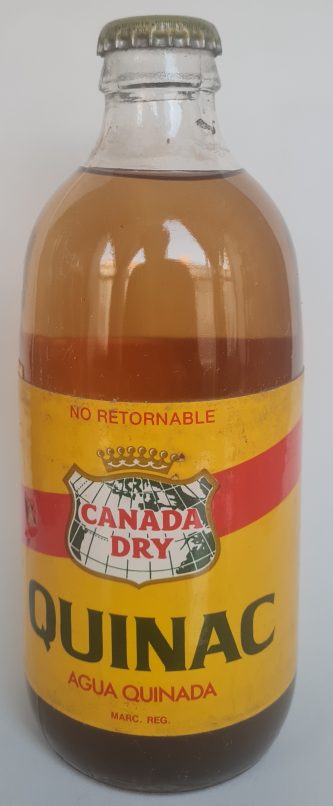 NO RETORNABLE
CANADA
DRY
QUINAC
AGUA QUINADA
MARC. REG.